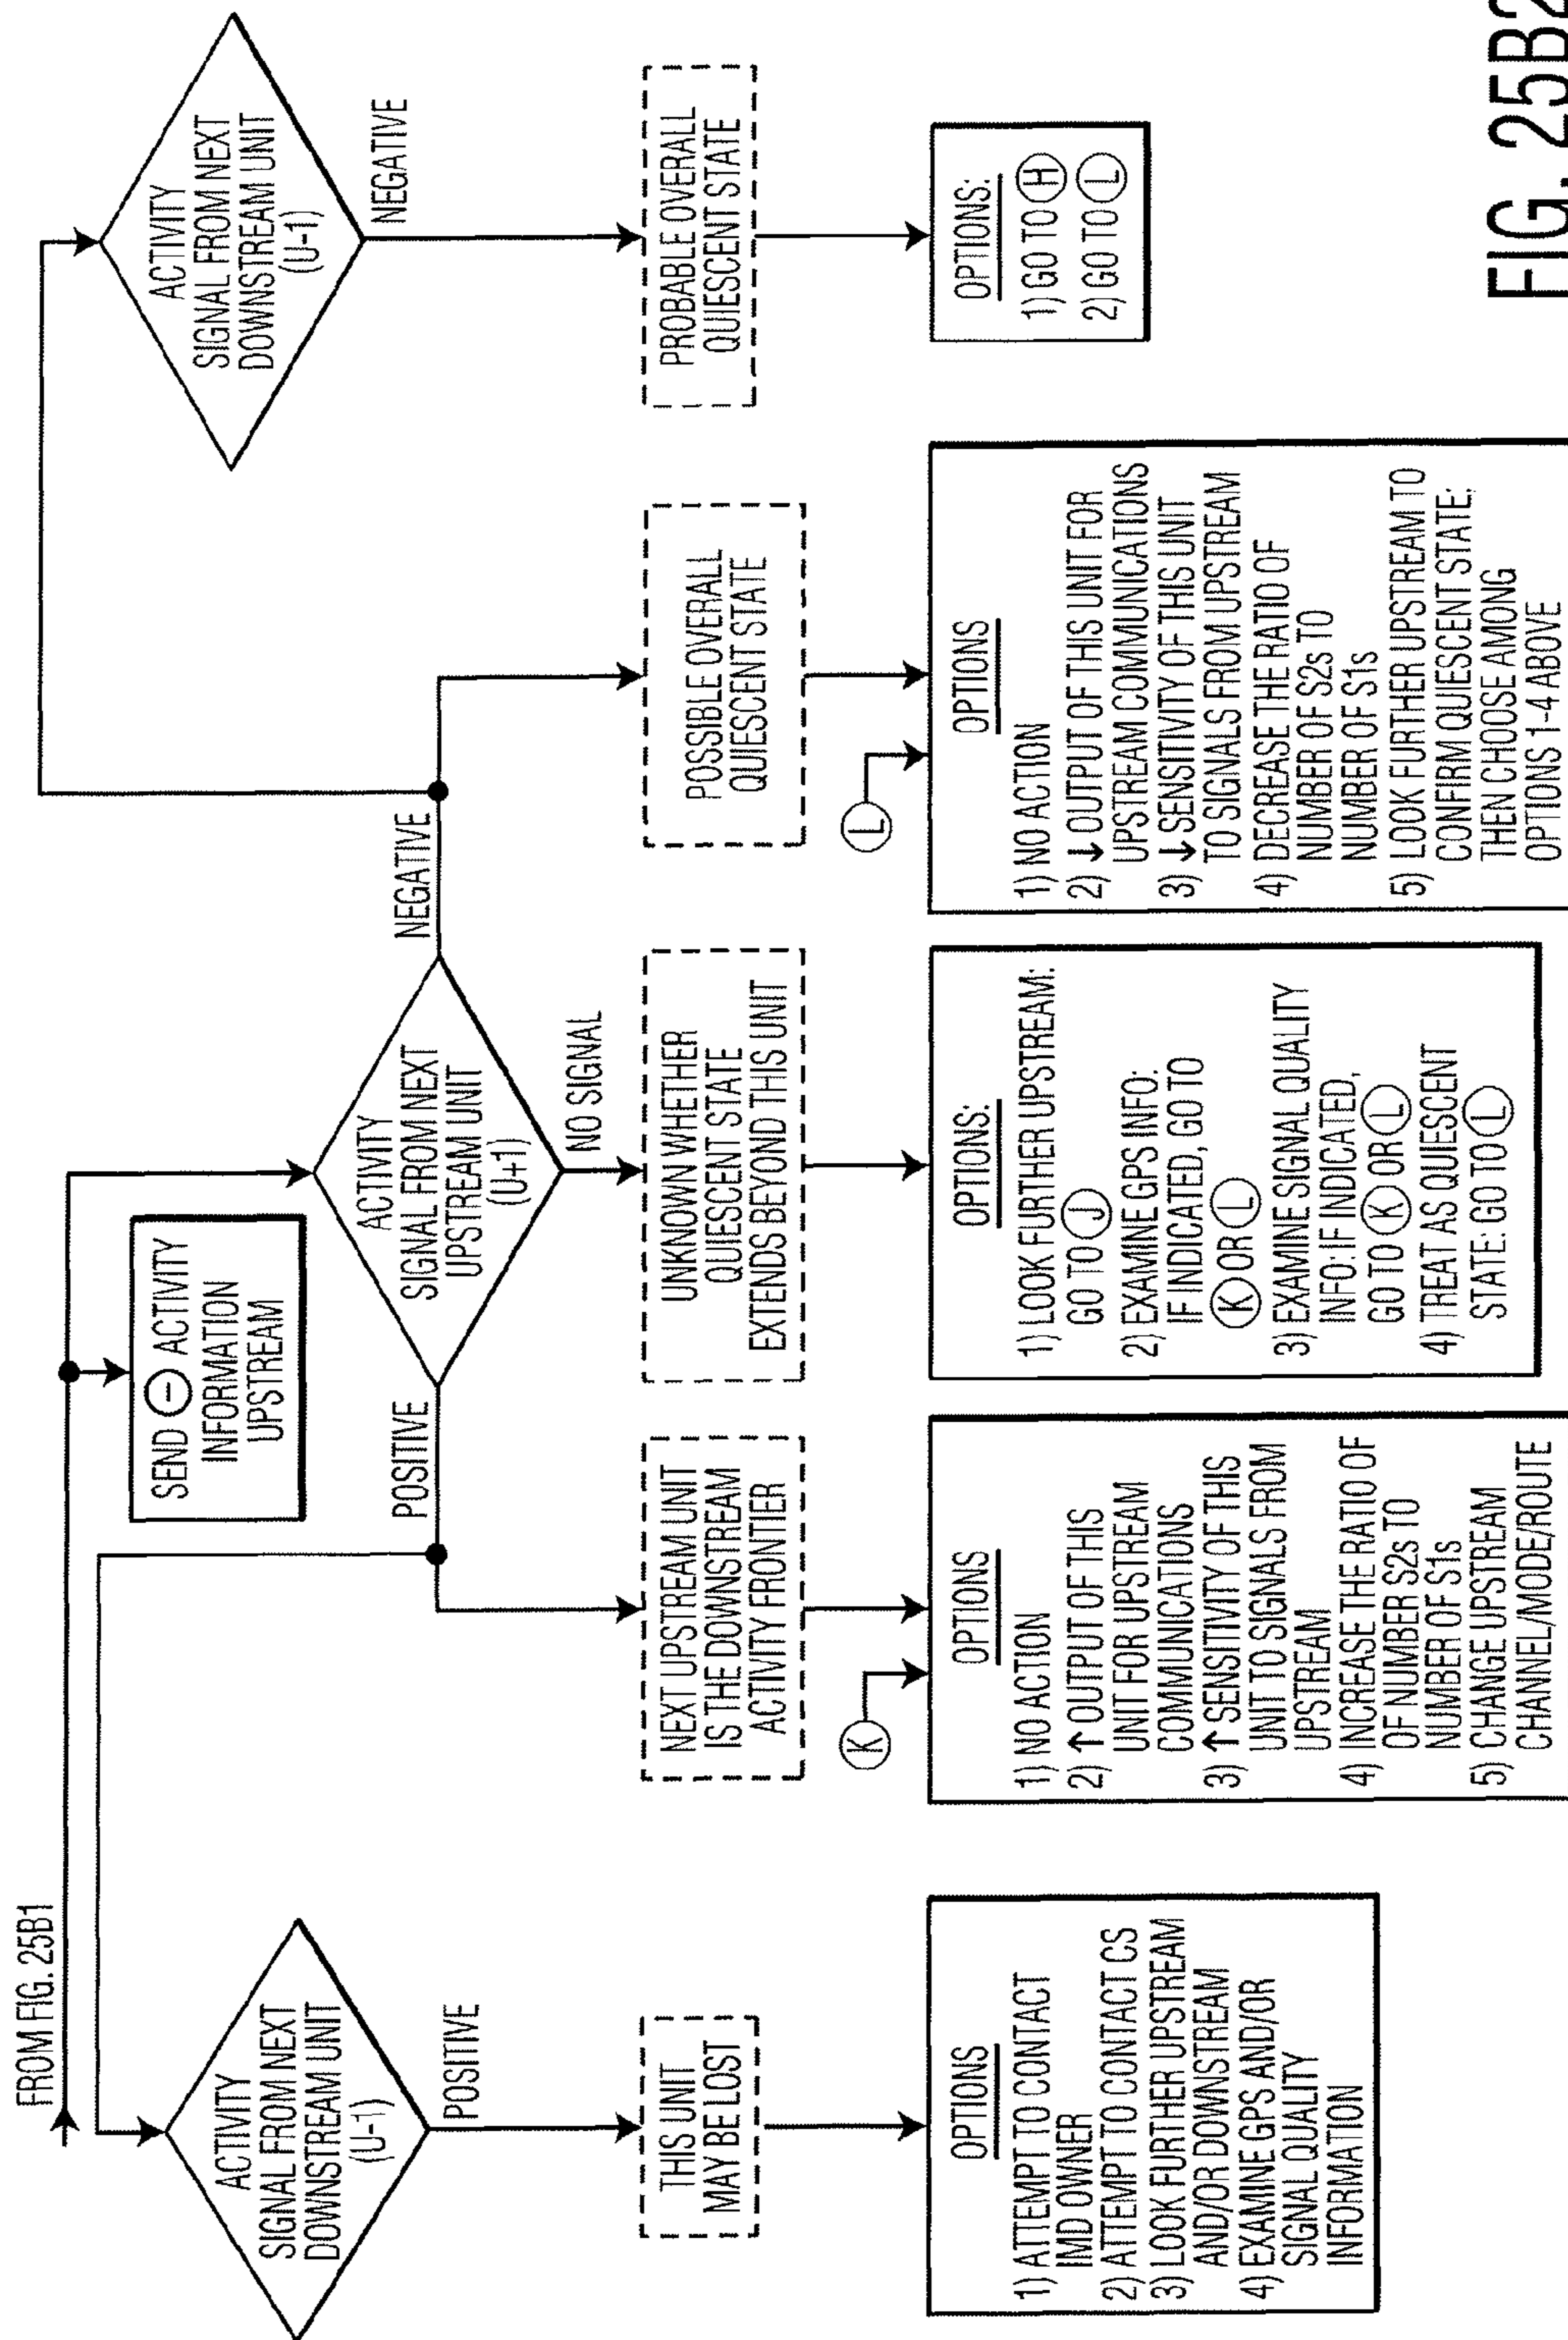 FROM FIG. 25B1
SEND (-) ACTIVITY
INFORMATION
UPSTREAM
ACTIVITY
SIGNAL FROM NEXT
DOWNSTREAM UNIT
(U-1)
POSITIVE
THIS UNIT
MAY BE LOST
OPTIONS
1) ATTEMPT TO CONTACT
IMD OWNER
2) ATTEMPT TO CONTACT CS
3) LOOK FURTHER UPSTREAM
AND/OR DOWNSTREAM
4) EXAMINE GPS AND/OR
SIGNAL QUALITY
INFORMATION
ACTIVITY
SIGNAL FROM NEXT
UPSTREAM UNIT
(U+1)
POSITIVE
NEXT UPSTREAM UNIT
IS THE DOWNSTREAM
ACTIVITY FRONTIER
K
OPTIONS
1) NO ACTION
2) ↑ OUTPUT OF THIS
UNIT FOR UPSTREAM
COMMUNICATIONS
3) ↑ SENSITIVITY OF THIS
UNIT TO SIGNALS FROM
UPSTREAM
4) INCREASE THE RATIO OF
OF NUMBER S2s TO
NUMBER OF S1s
5) CHANGE UPSTREAM
CHANNEL/MODE/ROUTE
NO SIGNAL
UNKNOWN WHETHER
QUIESCENT STATE
EXTENDS BEYOND THIS UNIT
OPTIONS:
1) LOOK FURTHER UPSTREAM:
GO TO J
2) EXAMINE GPS INFO:
IF INDICATED, GO TO
K OR L
3) EXAMINE SIGNAL QUALITY
INFO: IF INDICATED,
GO TO K OR L
4) TREAT AS QUIESCENT
STATE: GO TO L
NEGATIVE
POSSIBLE OVERALL
QUIESCENT STATE
L
OPTIONS
1) NO ACTION
2) ↓ OUTPUT OF THIS UNIT FOR
UPSTREAM COMMUNICATIONS
3) ↓ SENSITIVITY OF THIS UNIT
TO SIGNALS FROM UPSTREAM
4) DECREASE THE RATIO OF
NUMBER OF S2s TO
NUMBER OF S1s
5) LOOK FURTHER UPSTREAM TO
CONFIRM QUIESCENT STATE;
THEN CHOOSE AMONG
OPTIONS 1-4 ABOVE
ACTIVITY
SIGNAL FROM NEXT
DOWNSTREAM UNIT
(U-1)
NEGATIVE
PROBABLE OVERALL
QUIESCENT STATE
OPTIONS:
1) GO TO H
2) GO TO L
FIG. 25B2